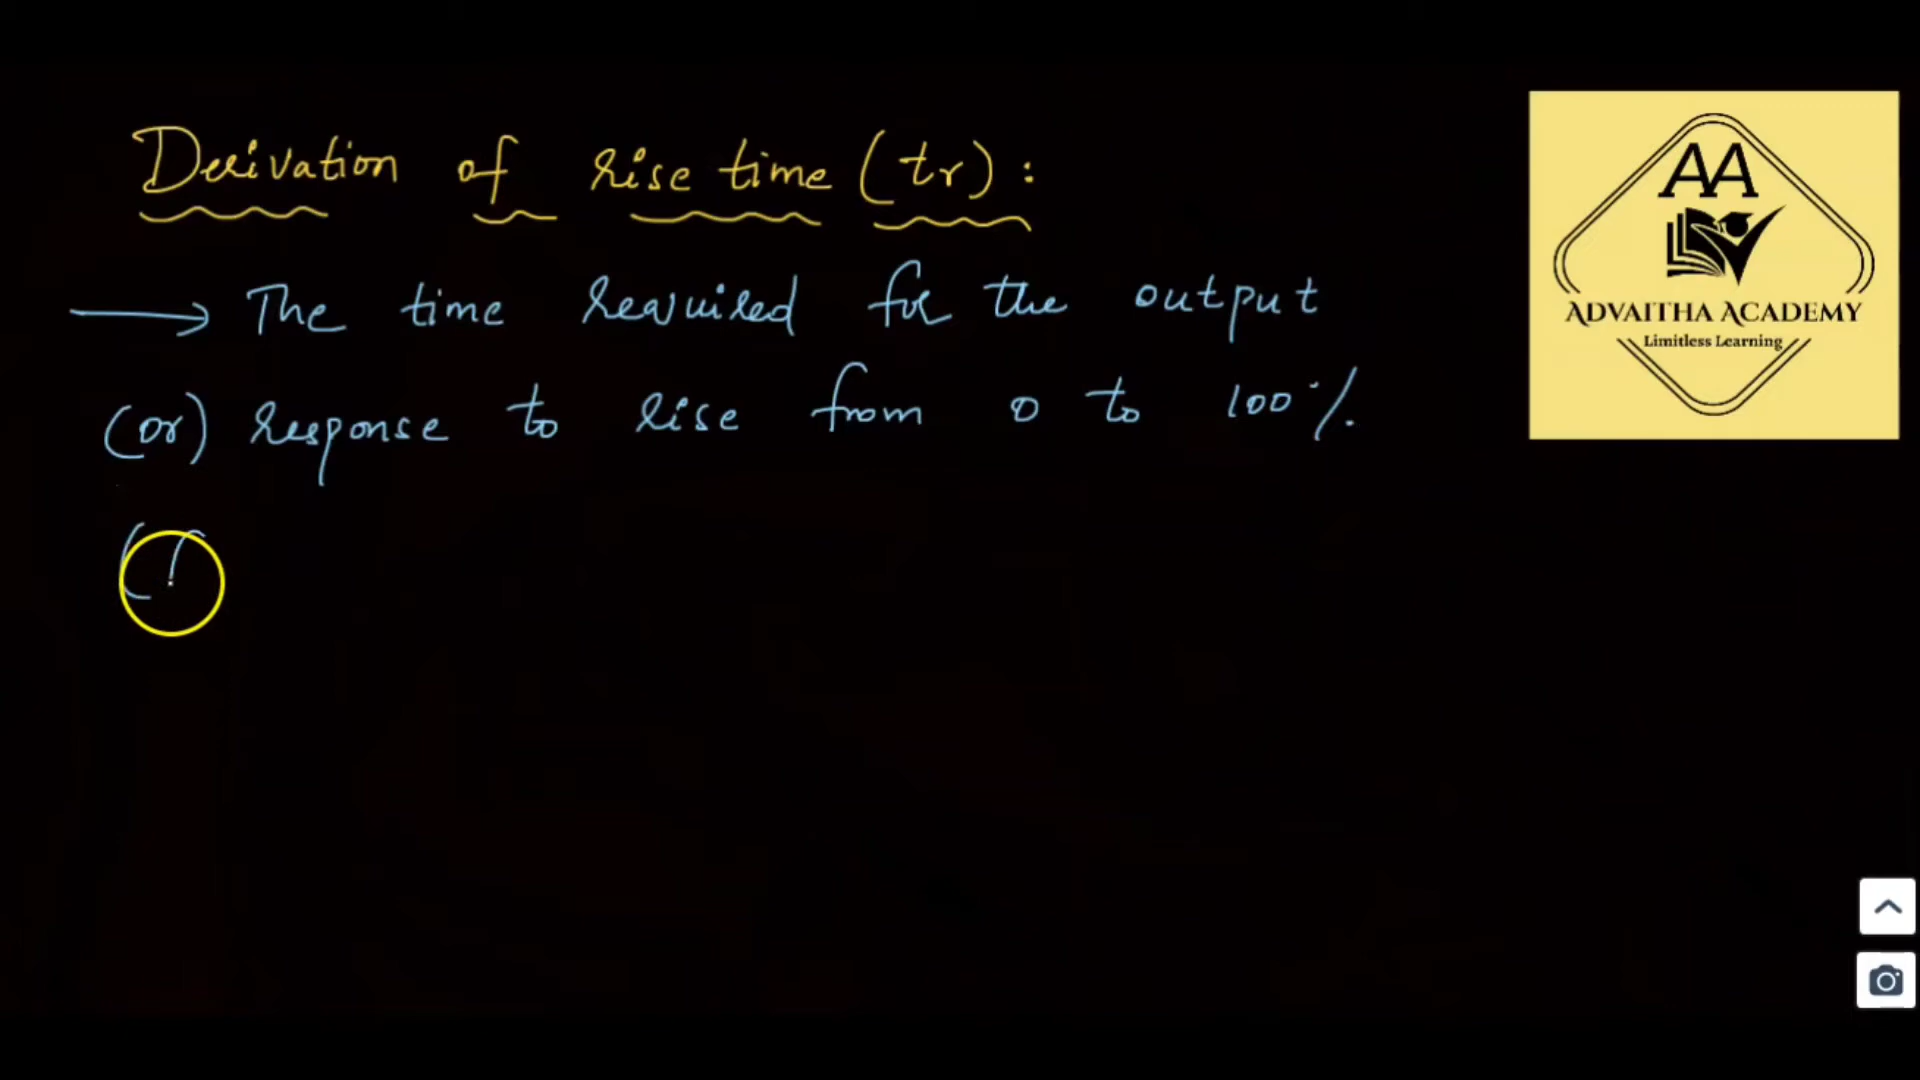 Derivation of rise time (tr) :
→ The time required for the output
(or) response to rise from 0 to 100%.
(
AA
ADVAITHA ACADEMY
Limitless Learning